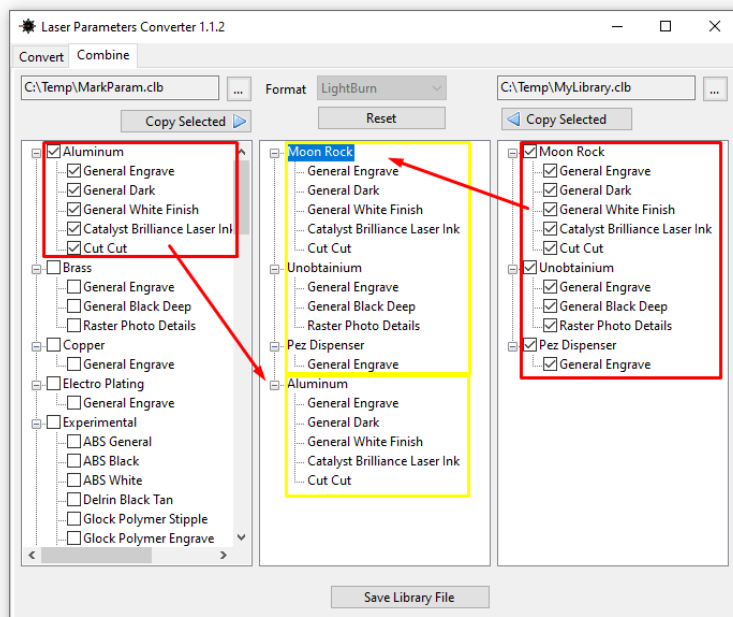 Laser Parameters Converter 1.1.2
Convert Combine
C:\Temp\MarkParam.clb ... Format LightBurn C:\Temp\MyLibrary.clb ...
Copy Selected Reset Copy Selected
Aluminum
General Engrave
General Dark
General White Finish
Catalyst Brilliance Laser Ink
Cut Cut
Brass
General Engrave
General Black Deep
Raster Photo Details
Copper
General Engrave
Electro Plating
General Engrave
Experimental
ABS General
ABS Black
ABS White
Delrin Black Tan
Glock Polymer Stipple
Glock Polymer Engrave
Moon Rock
General Engrave
General Dark
General White Finish
Catalyst Brilliance Laser Ink
Cut Cut
Unobtainium
General Engrave
General Black Deep
Raster Photo Details
Pez Dispenser
General Engrave
Aluminum
General Engrave
General Dark
General White Finish
Catalyst Brilliance Laser Ink
Cut Cut
Moon Rock
General Engrave
General Dark
General White Finish
Catalyst Brilliance Laser Ink
Cut Cut
Unobtainium
General Engrave
General Black Deep
Raster Photo Details
Pez Dispenser
General Engrave
Save Library File